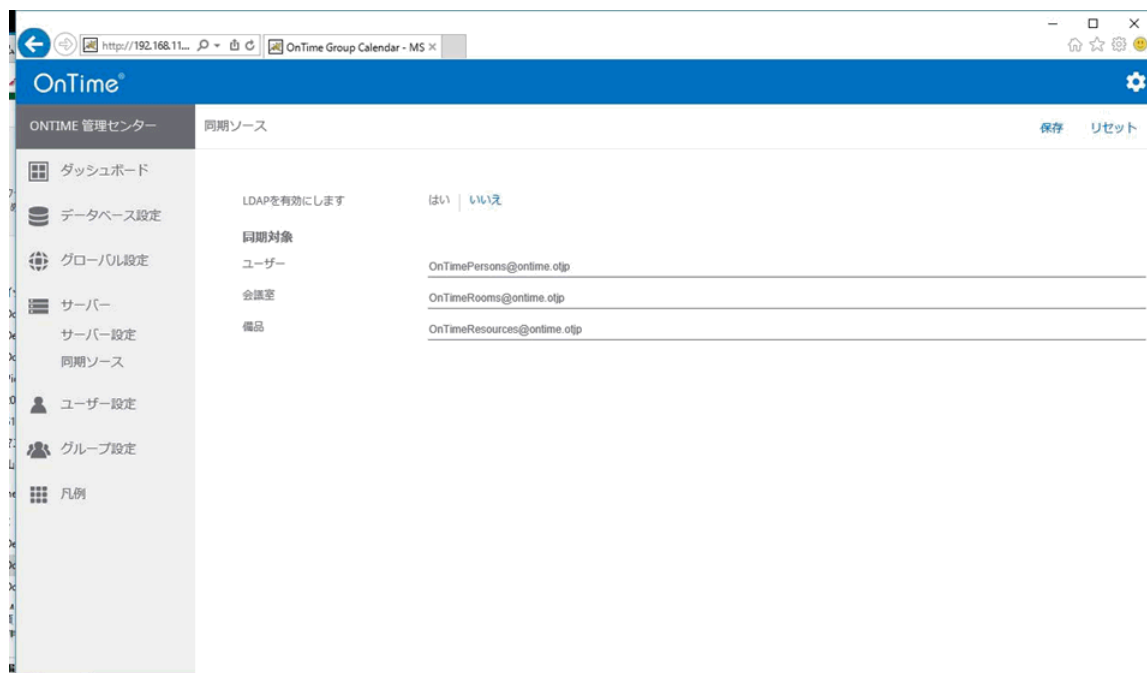 http://192.168.11...
OnTime Group Calendar - MS
OnTime®
ONTIME 管理センター
同期ソース
保存
リセット
ダッシュボード
データベース設定
グローバル設定
サーバー
サーバー設定
同期ソース
ユーザー設定
グループ設定
凡例
LDAPを有効にします
はい | いいえ
同期対象
ユーザー
OnTimePersons@ontime.otjp
会議室
OnTimeRooms@ontime.otjp
備品
OnTimeResources@ontime.otjp